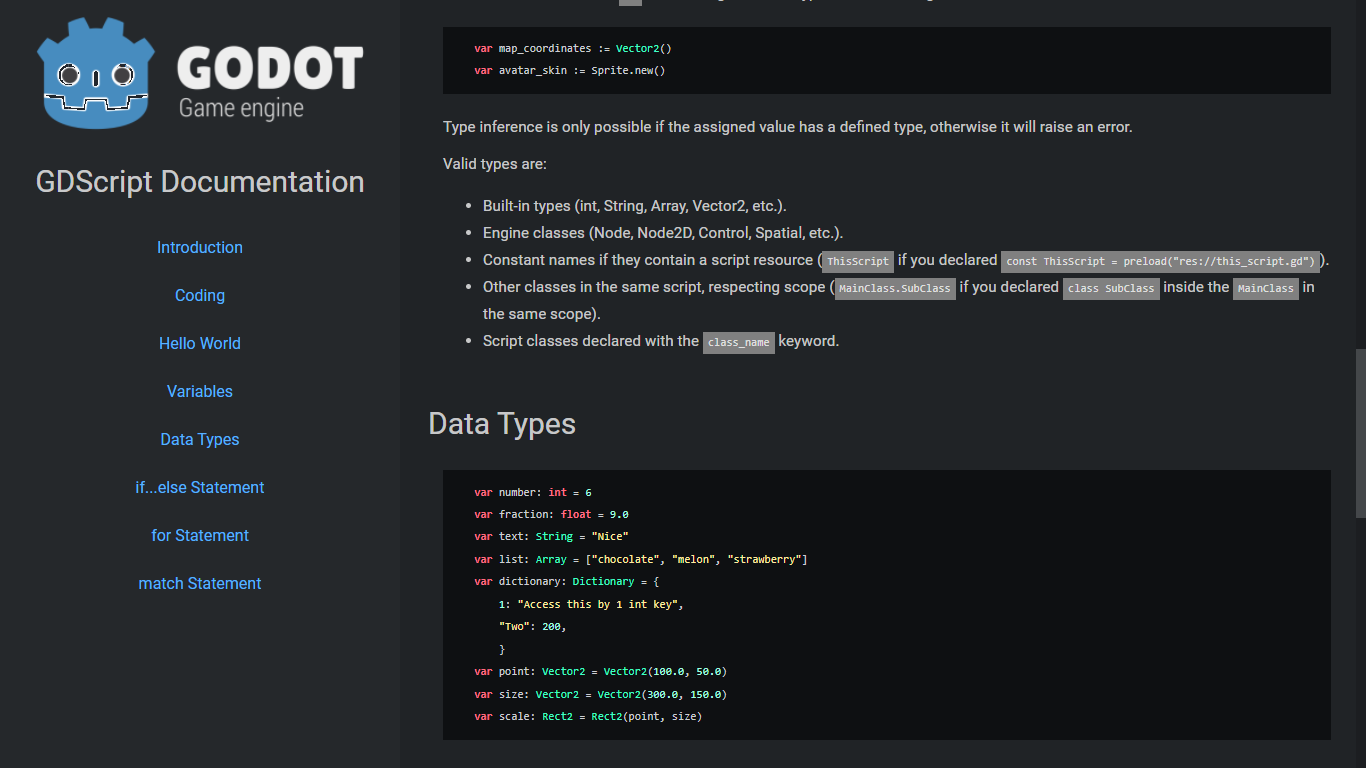 GODOT
Game engine
GDScript Documentation
Introduction
Coding
Hello World
Variables
Data Types
if...else Statement
for Statement
match Statement
var map_coordinates := Vector2()
var avatar_skin := Sprite.new()
Type inference is only possible if the assigned value has a defined type, otherwise it will raise an error.
Valid types are:
• Built-in types (int, String, Array, Vector2, etc.).
• Engine classes (Node, Node2D, Control, Spatial, etc.).
• Constant names if they contain a script resource ( ThisScript if you declared const ThisScript = preload("res://this_script.gd") ).
• Other classes in the same script, respecting scope ( MainClass.SubClass if you declared class SubClass inside the MainClass in
the same scope).
• Script classes declared with the class_name keyword.
Data Types
var number: int = 6
var fraction: float = 9.0
var text: String = "Nice"
var list: Array = ["chocolate", "melon", "strawberry"]
var dictionary: Dictionary = {
1: "Access this by 1 int key",
"Two": 200,
}
var point: Vector2 = Vector2(100.0, 50.0)
var size: Vector2 = Vector2(300.0, 150.0)
var scale: Rect2 = Rect2(point, size)